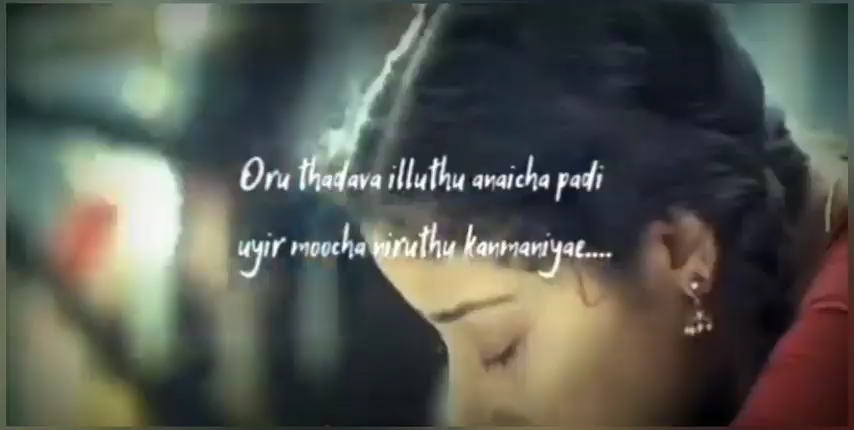 Oru thadava illuthu anaicha padi
uyir moocha niruthu kanmaniyae....